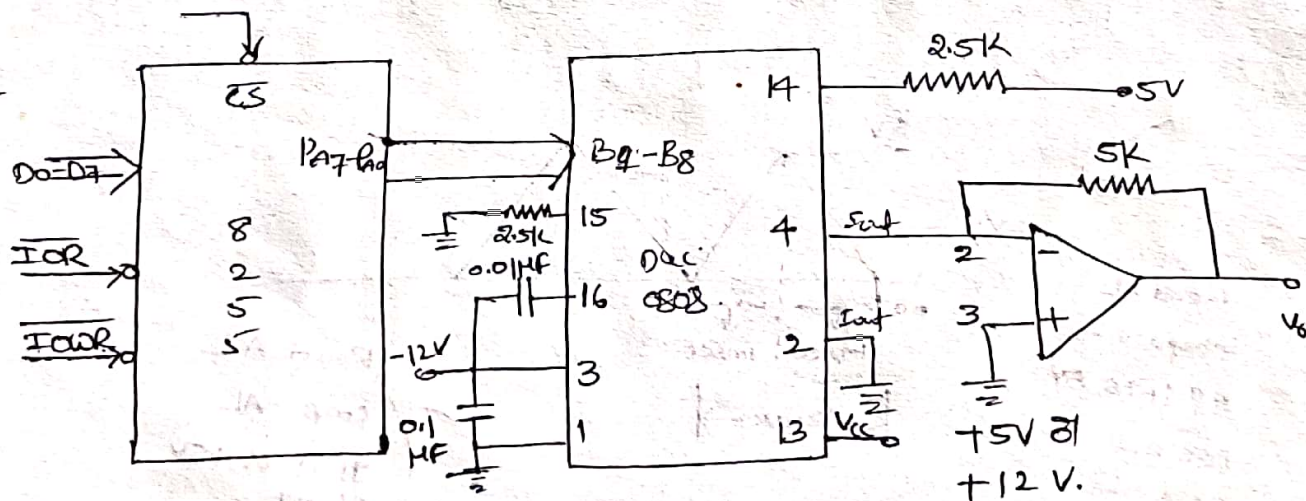 CS
D0-D7
IOR
IOWR
8
2
5
5
PA7-PA0
-12V
0.1
μF
2.5K
0.01μF
B1-B8
15
16
3
1
DAC
0808
14
4
2
13
2.5K
5V
5K
Iout
2
3
Iout
Vcc
V0
+5V
+12 V.